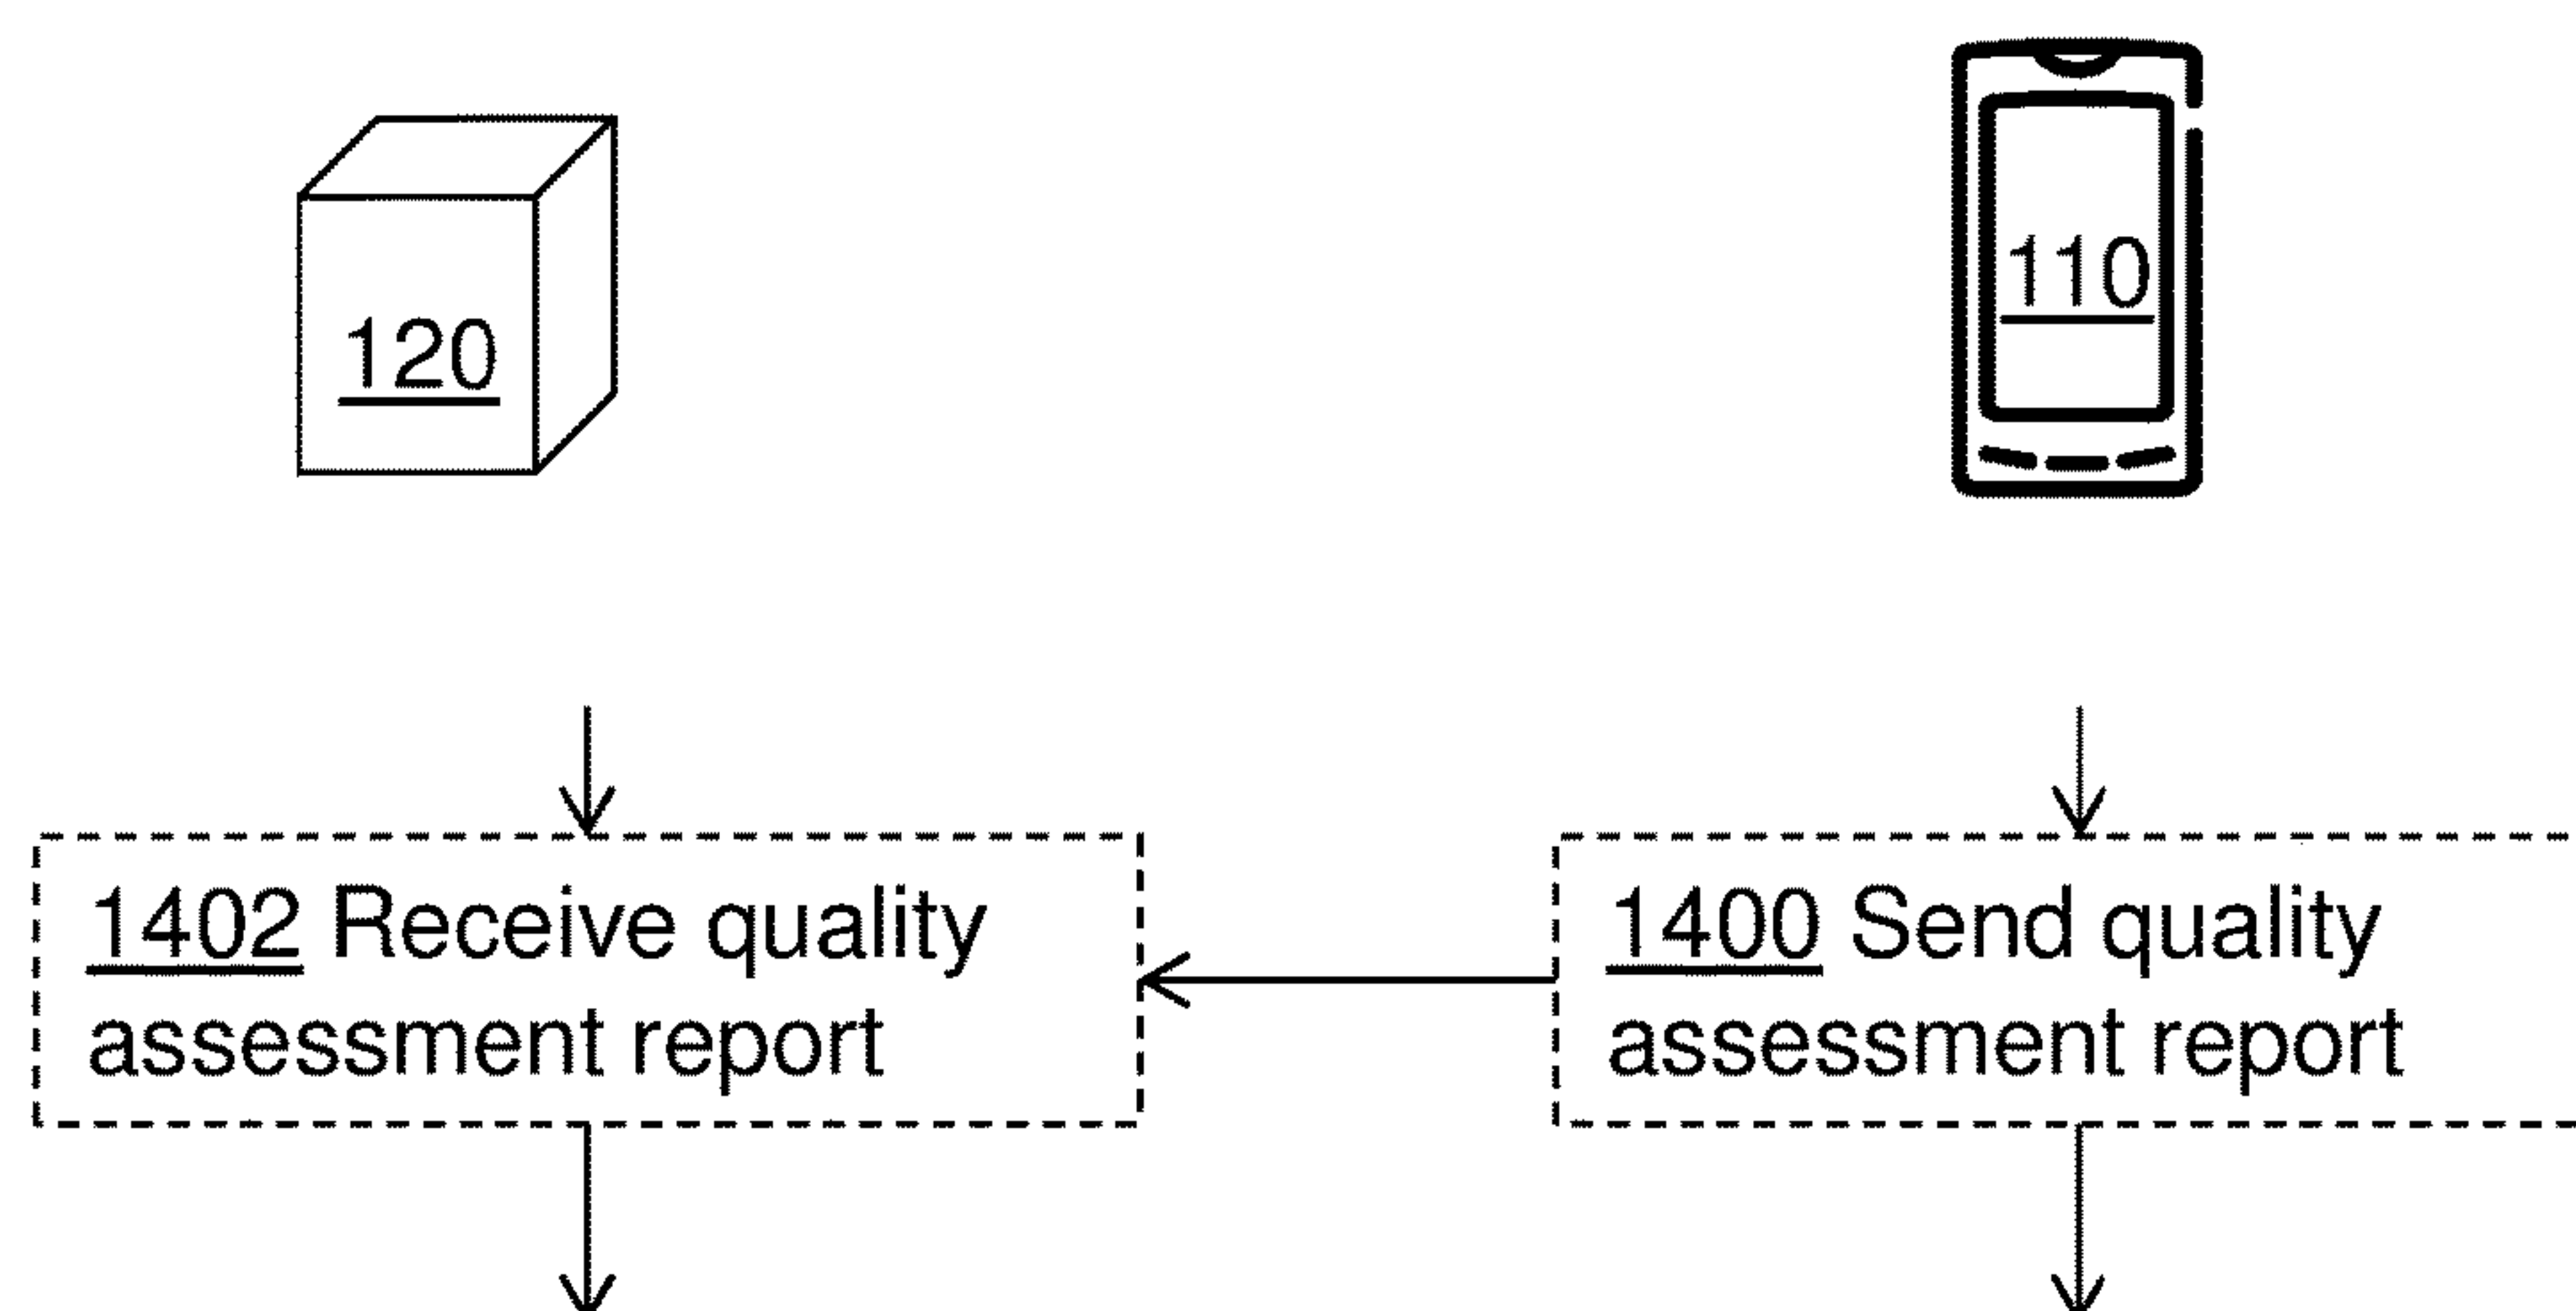 120
110
1402 Receive quality
assessment report
1400 Send quality
assessment report